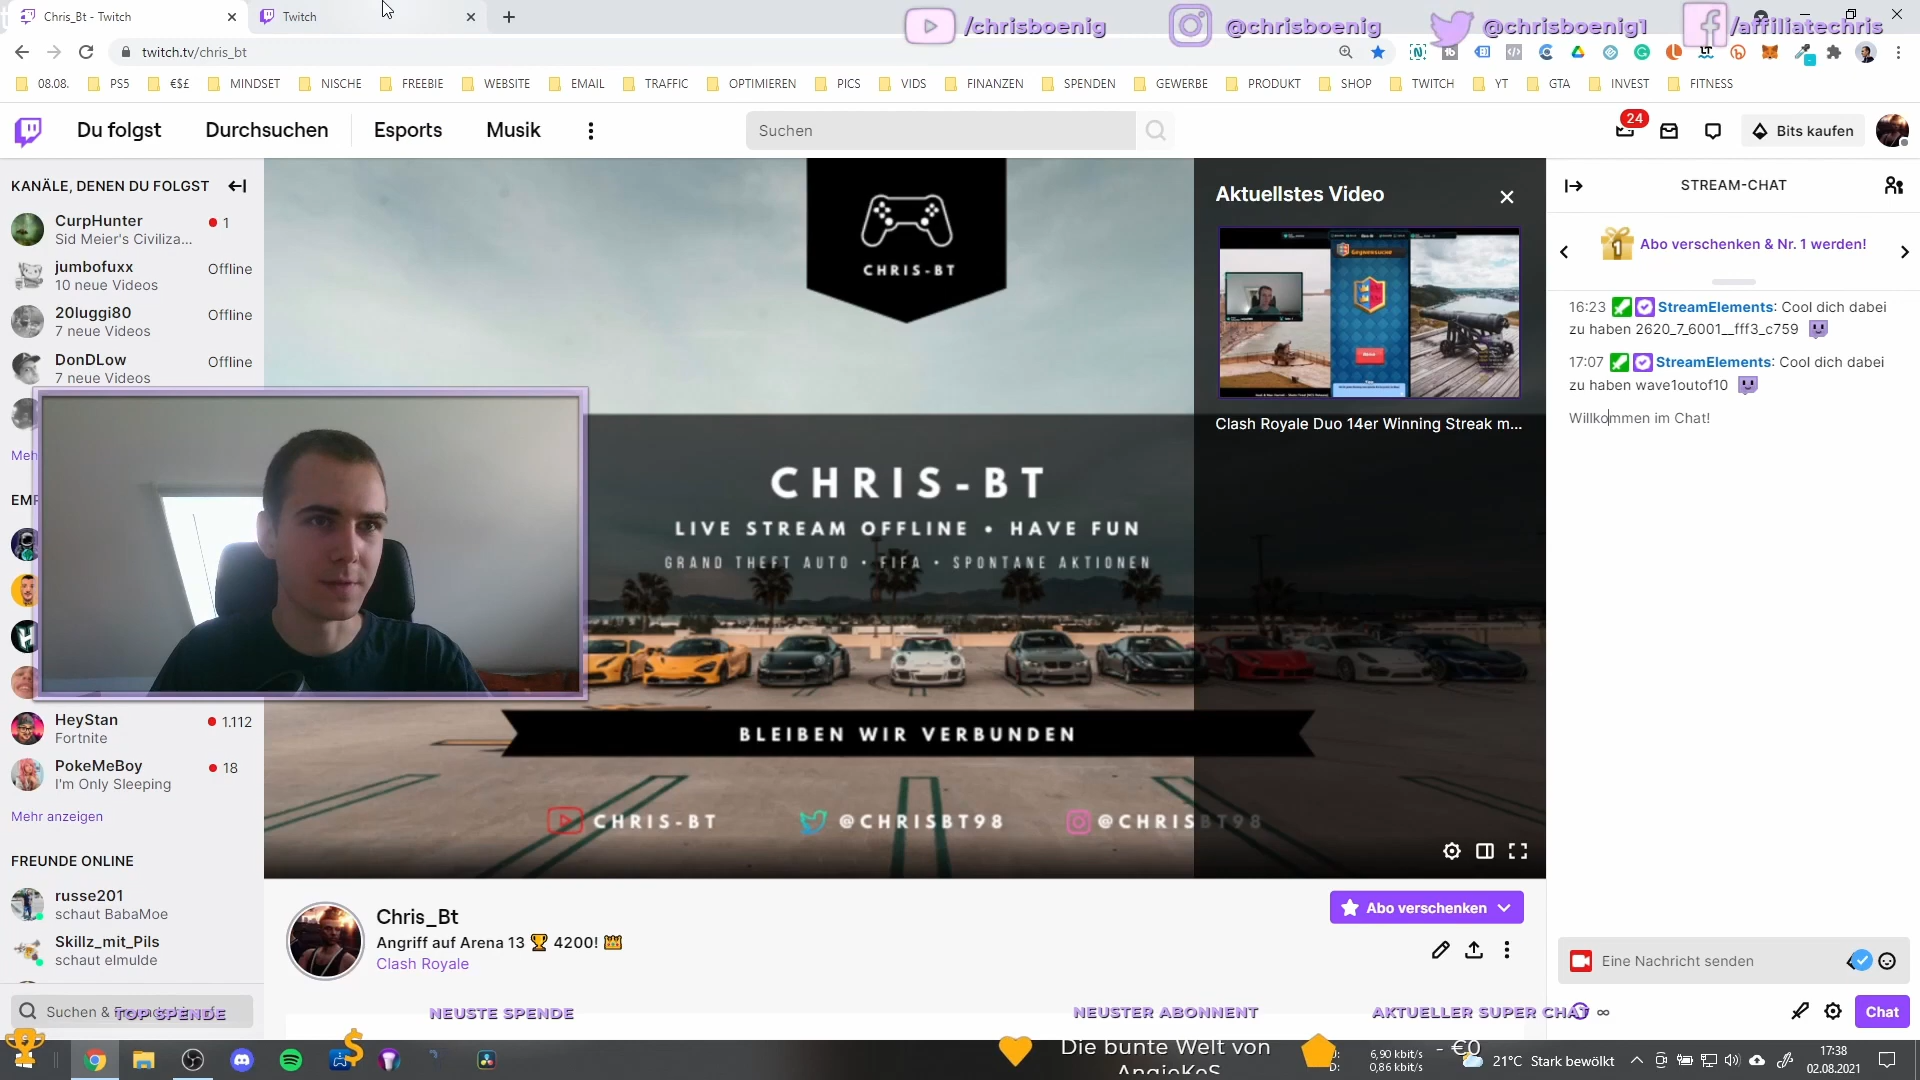 Chris_Bt - Twitch
Twitch
/chrisboenig
@chrisboenig
@chrisboenig1
/affiliatechris
twitch.tv/chris_bt
08.08.
PS5
€$£
MINDSET
NISCHE
FREEBIE
WEBSITE
EMAIL
TRAFFIC
OPTIMIEREN
PICS
VIDS
FINANZEN
SPENDEN
GEWERBE
PRODUKT
SHOP
TWITCH
YT
GTA
INVEST
FITNESS
Du folgst
Durchsuchen
Esports
Musik
Suchen
24
Bits kaufen
KANÄLE, DENEN DU FOLGST
CurpHunter
1
Sid Meier's Civiliza...
jumbofuxx
Offline
10 neue Videos
20luggi80
Offline
7 neue Videos
DonDLow
Offline
7 neue Videos
Meh
EMP
HeyStan
1.112
Fortnite
PokeMeBoy
18
I'm Only Sleeping
Mehr anzeigen
FREUNDE ONLINE
russe201
schaut BabaMoe
Skillz_mit_Pils
schaut elmulde
Suchen &
CHRIS-BT
CHRIS-BT
LIVE STREAM OFFLINE • HAVE FUN
GRAND THEFT AUTO • FIFA • SPONTANE AKTIONEN
BLEIBEN WIR VERBUNDEN
CHRIS-BT
@CHRISBT98
@CHRISBT98
Aktuellstes Video
Gegnersuche
Clash Royale Duo 14er Winning Streak m...
Chris_Bt
Angriff auf Arena 13 🏆 4200! 👑
Clash Royale
Abo verschenken
STREAM-CHAT
1
Abo verschenken & Nr. 1 werden!
16:23 StreamElements: Cool dich dabei
zu haben 2620_7_6001__fff3_c759
17:07 StreamElements: Cool dich dabei
zu haben wave1outof10
Willkommen im Chat!
Eine Nachricht senden
Chat
TOP SPENDE
NEUSTE SPENDE
NEUSTER ABONNENT
AKTUELLER SUPER CHAT
Die bunte Welt von
AngieKoS
- €0
D:
6,90 kbit/s
0,86 kbit/s
21°C Stark bewölkt
17:38
02.08.2021